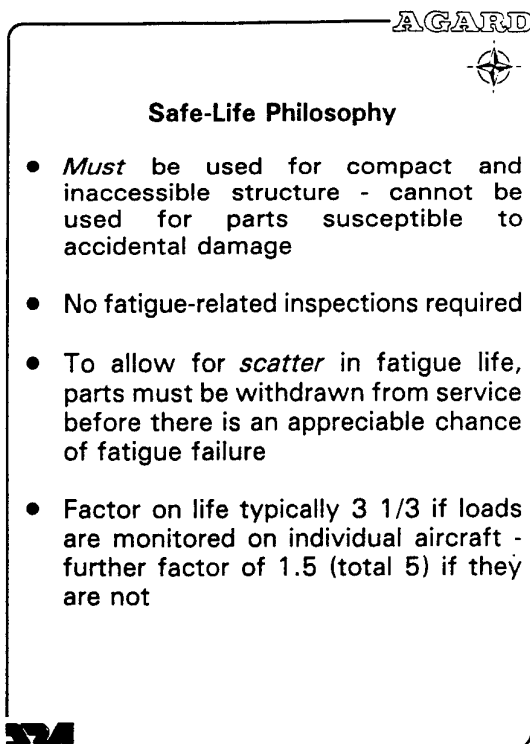 AGARD
Safe-Life Philosophy
● Must be used for compact and
inaccessible structure - cannot be
used for parts susceptible to
accidental damage
● No fatigue-related inspections required
● To allow for scatter in fatigue life,
parts must be withdrawn from service
before there is an appreciable chance
of fatigue failure
● Factor on life typically 3 1/3 if loads
are monitored on individual aircraft -
further factor of 1.5 (total 5) if they
are not